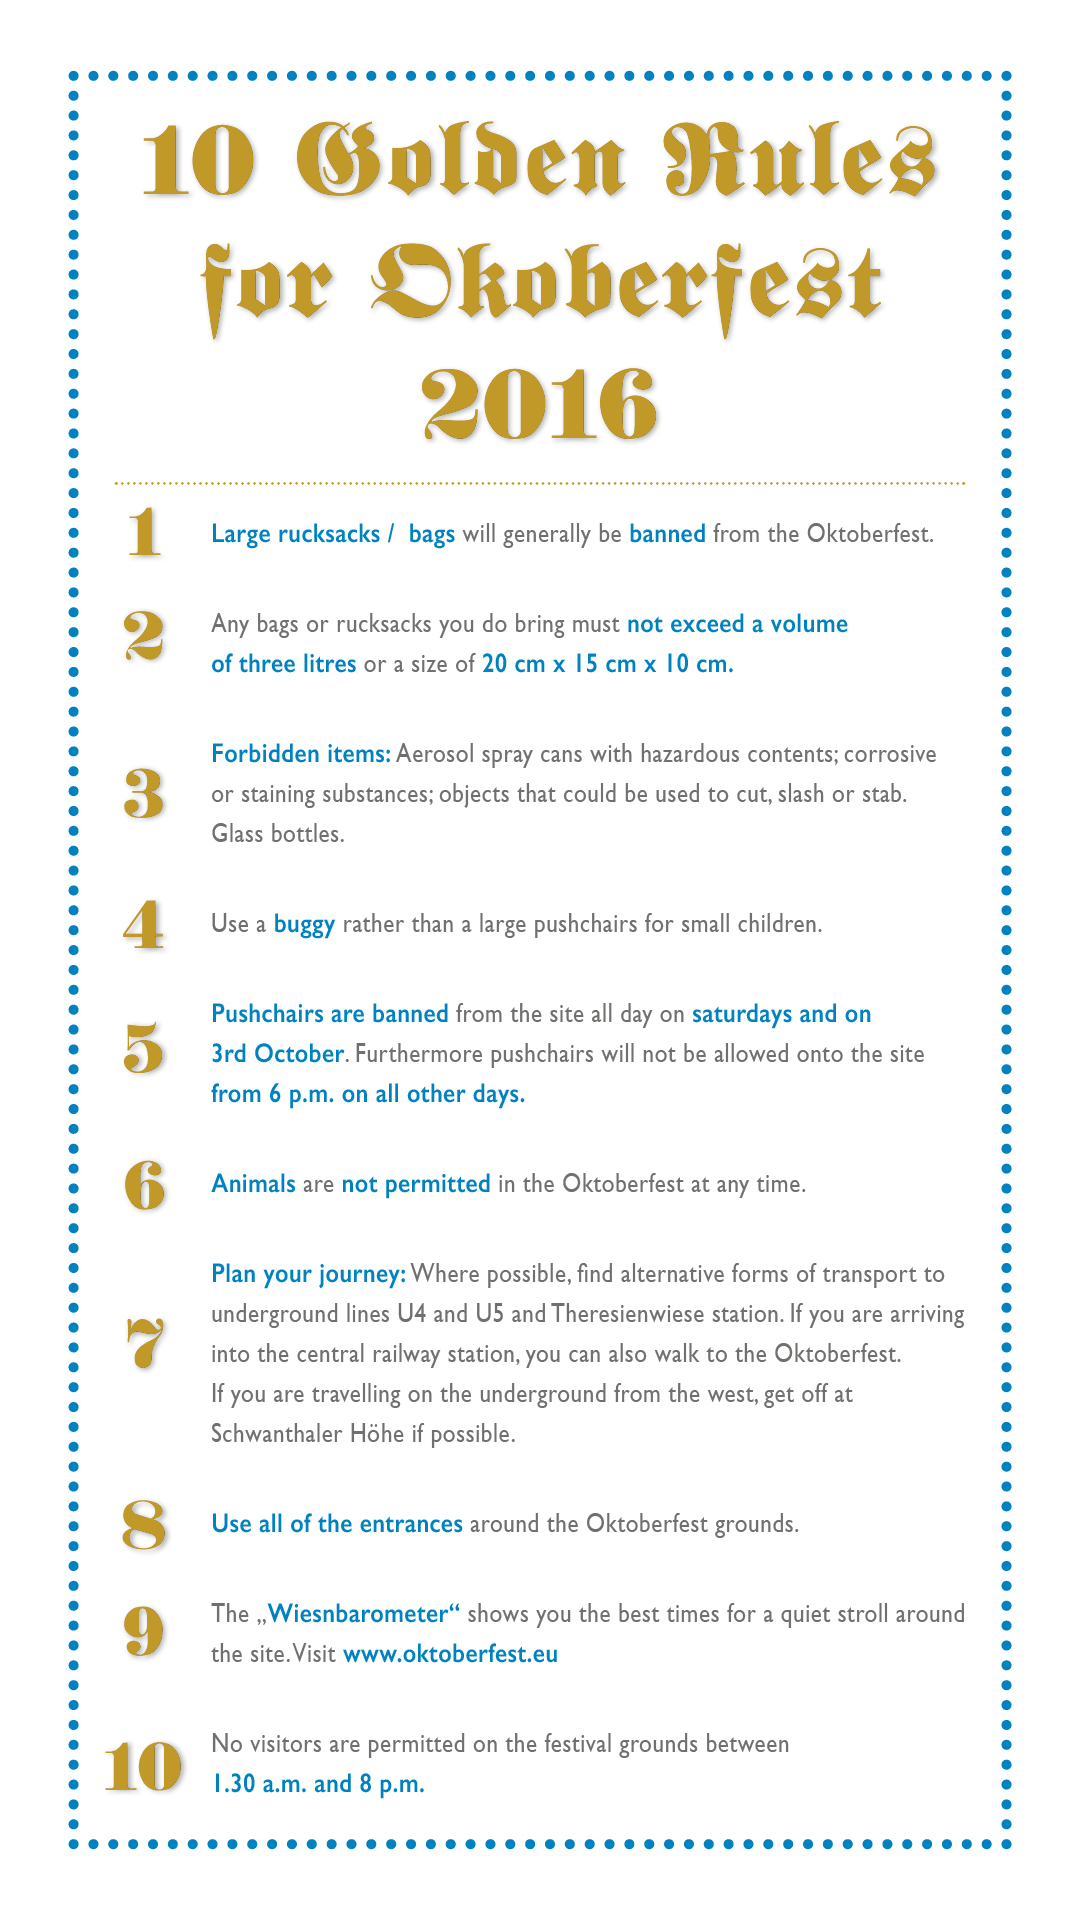 10 Golden Rules
for Okoberfest
2016
1 Large rucksacks / bags will generally be banned from the Oktoberfest.
2 Any bags or rucksacks you do bring must not exceed a volume
of three litres or a size of 20 cm x 15 cm x 10 cm.
3 Forbidden items: Aerosol spray cans with hazardous contents; corrosive
or staining substances; objects that could be used to cut, slash or stab.
Glass bottles.
4 Use a buggy rather than a large pushchairs for small children.
5 Pushchairs are banned from the site all day on saturdays and on
3rd October. Furthermore pushchairs will not be allowed onto the site
from 6 p.m. on all other days.
6 Animals are not permitted in the Oktoberfest at any time.
7 Plan your journey: Where possible, find alternative forms of transport to
underground lines U4 and U5 and Theresienwiese station. If you are arriving
into the central railway station, you can also walk to the Oktoberfest.
If you are travelling on the underground from the west, get off at
Schwanthaler Höhe if possible.
8 Use all of the entrances around the Oktoberfest grounds.
9 The „Wiesnbarometer“ shows you the best times for a quiet stroll around
the site. Visit www.oktoberfest.eu
10 No visitors are permitted on the festival grounds between
1.30 a.m. and 8 p.m.